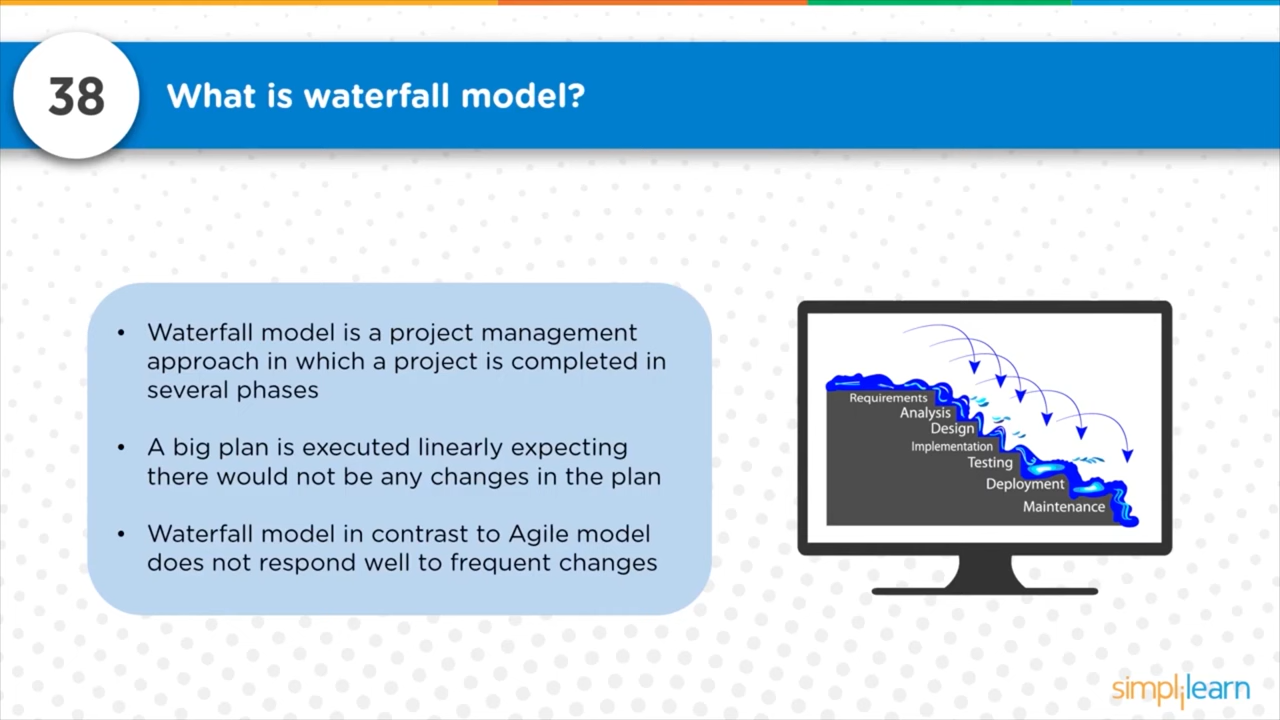 38
What is waterfall model?
• Waterfall model is a project management
approach in which a project is completed in
several phases
• A big plan is executed linearly expecting
there would not be any changes in the plan
• Waterfall model in contrast to Agile model
does not respond well to frequent changes
Requirements
Analysis
Design
Implementation
Testing
Deployment
Maintenance
simplilearn